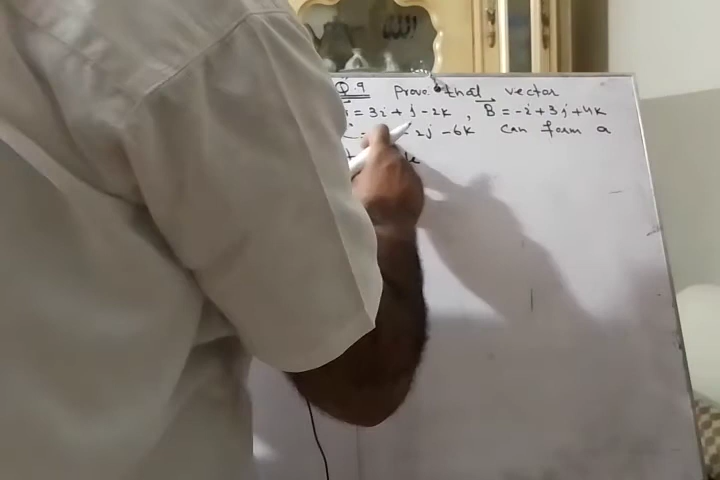 Q.9 Prove that vector
= 3i + j - 2k , B = -i + 3j + 4k
2j - 6k can form a